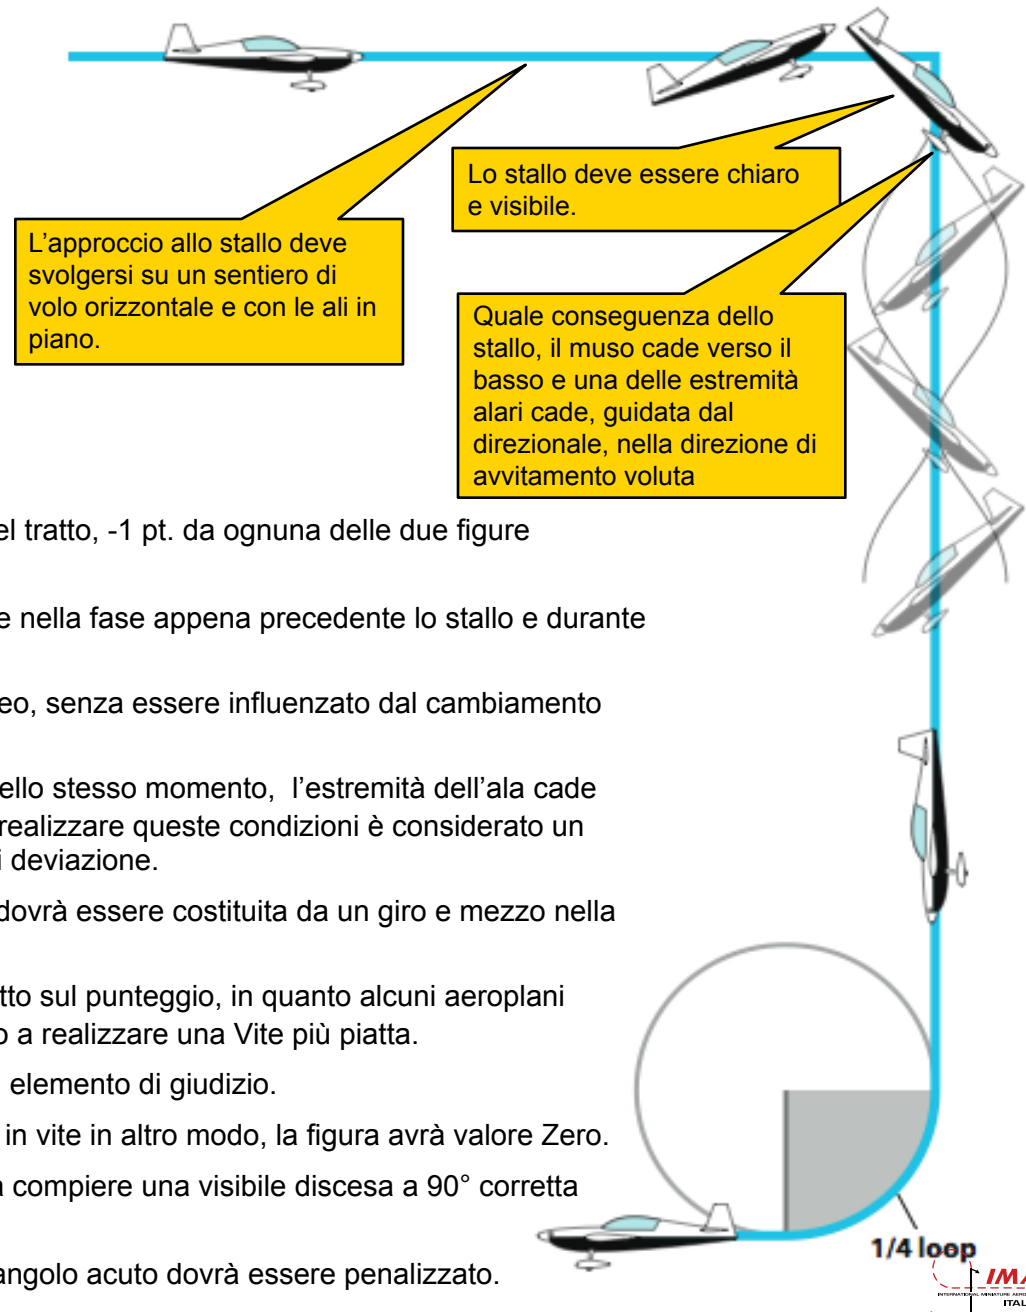 Lo stallo deve essere chiaro
e visibile.
L'approccio allo stallo deve
svolgersi su un sentiero di
volo orizzontale e con le ali in
piano.
Quale conseguenza dello
stallo, il muso cade verso il
basso e una delle estremità
alari cade, guidata dal
direzionale, nella direzione di
avvitamento voluta
el tratto, -1 pt. da ognuna delle due figure
e nella fase appena precedente lo stallo e durante
eo, senza essere influenzato dal cambiamento
ello stesso momento, l'estremità dell'ala cade
realizzare queste condizioni è considerato un
i deviazione.
dovrà essere costituita da un giro e mezzo nella
tto sul punteggio, in quanto alcuni aeroplani
o a realizzare una Vite più piatta.
elemento di giudizio.
in vite in altro modo, la figura avrà valore Zero.
a compiere una visibile discesa a 90° corretta
angolo acuto dovrà essere penalizzato.
1/4 loop
IMA
INTERNATIONAL MINIATURE AERO
ITAL